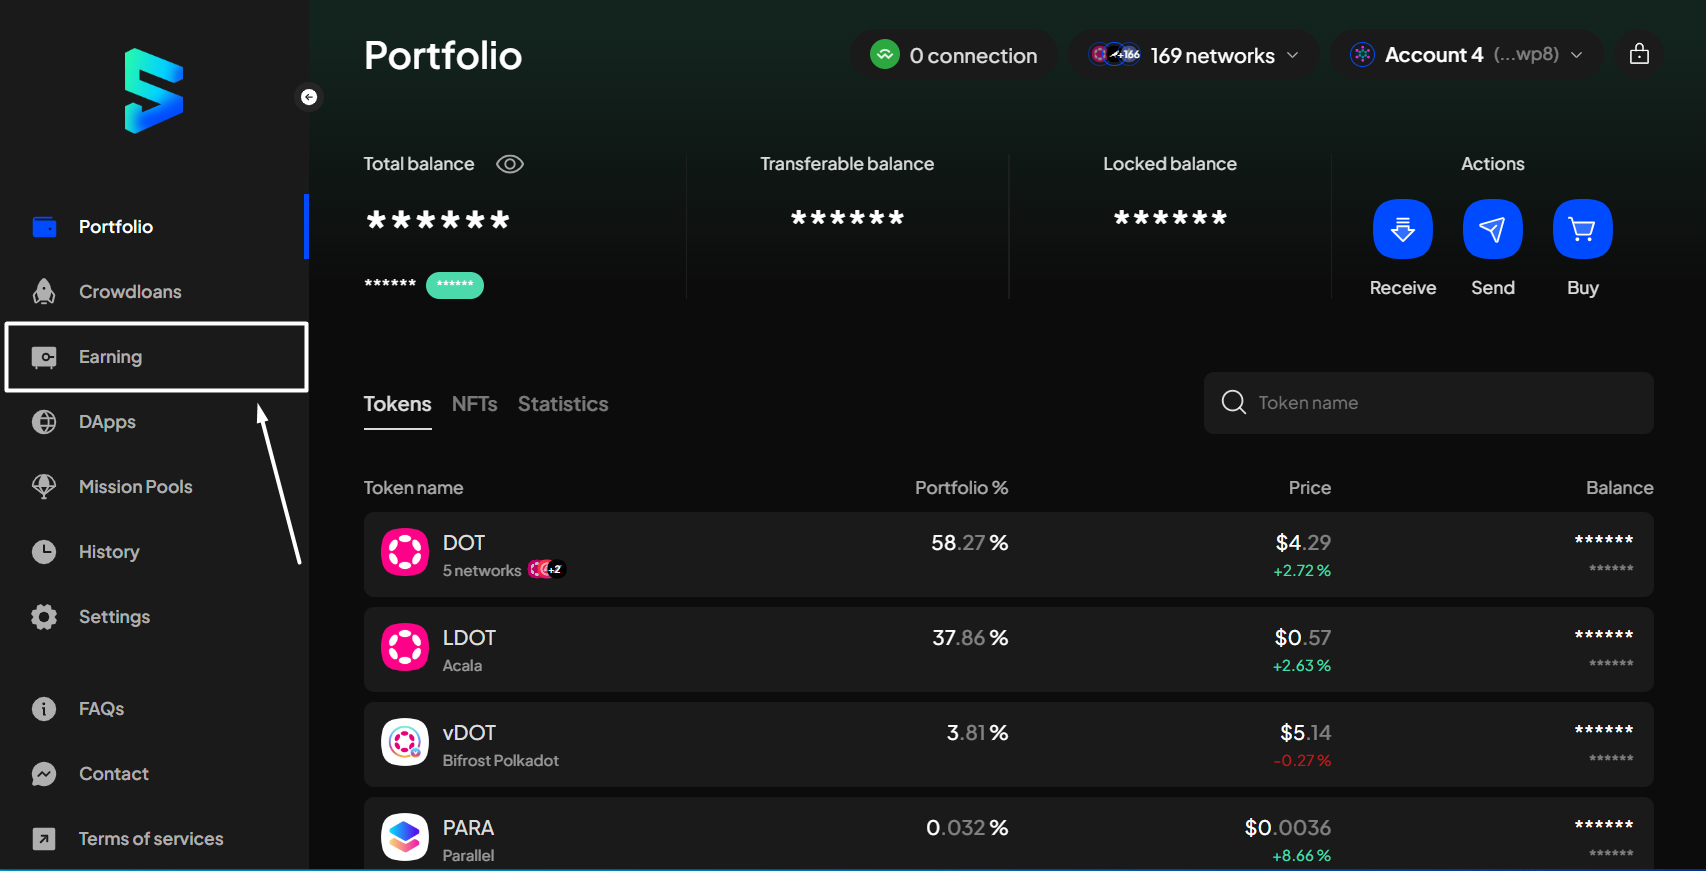 Portfolio
0 connection
+166 169 networks
Account 4 (...wp8)
Portfolio
Crowdloans
Earning
DApps
Mission Pools
History
Settings
FAQs
Contact
Terms of services
Total balance
******
****** ******
Transferable balance
******
Locked balance
******
Actions
Receive Send Buy
Tokens NFTs Statistics
Token name
Token name Portfolio % Price Balance
DOT 58.27 % $4.29 ******
5 networks +2 +2.72 % ******
LDOT 37.86 % $0.57 ******
Acala +2.63 % ******
vDOT 3.81 % $5.14 ******
Bifrost Polkadot -0.27 % ******
PARA 0.032 % $0.0036 ******
Parallel +8.66 % ******